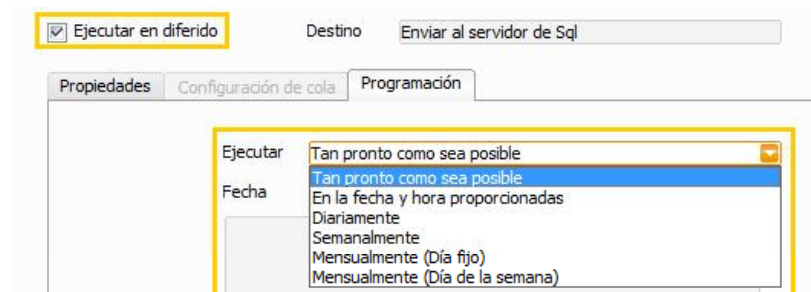 Ejecutar en diferido Destino Enviar al servidor de Sql
Propiedades Configuración de cola Programación
Ejecutar Tan pronto como sea posible
Tan pronto como sea posible
Fecha En la fecha y hora proporcionadas
Diariamente
Semanalmente
Mensualmente (Día fijo)
Mensualmente (Día de la semana)